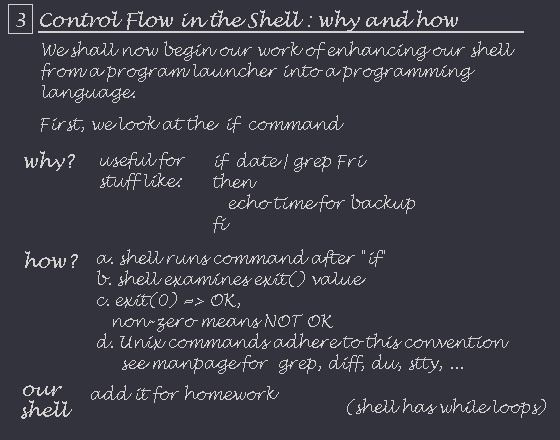 3 Control Flow in the Shell : why and how
We shall now begin our work of enhancing our shell
from a program launcher into a programming
language.
First, we look at the if command
why? useful for if date | grep Fri
stuff like: then
echo time for backup
fi
how? a. shell runs command after "if"
b. shell examines exit() value
c. exit(0) => OK,
non-zero means NOT OK
d. Unix commands adhere to this convention
see manpage for grep, diff, du, stty, ...
our add it for homework
shell (shell has while loops)